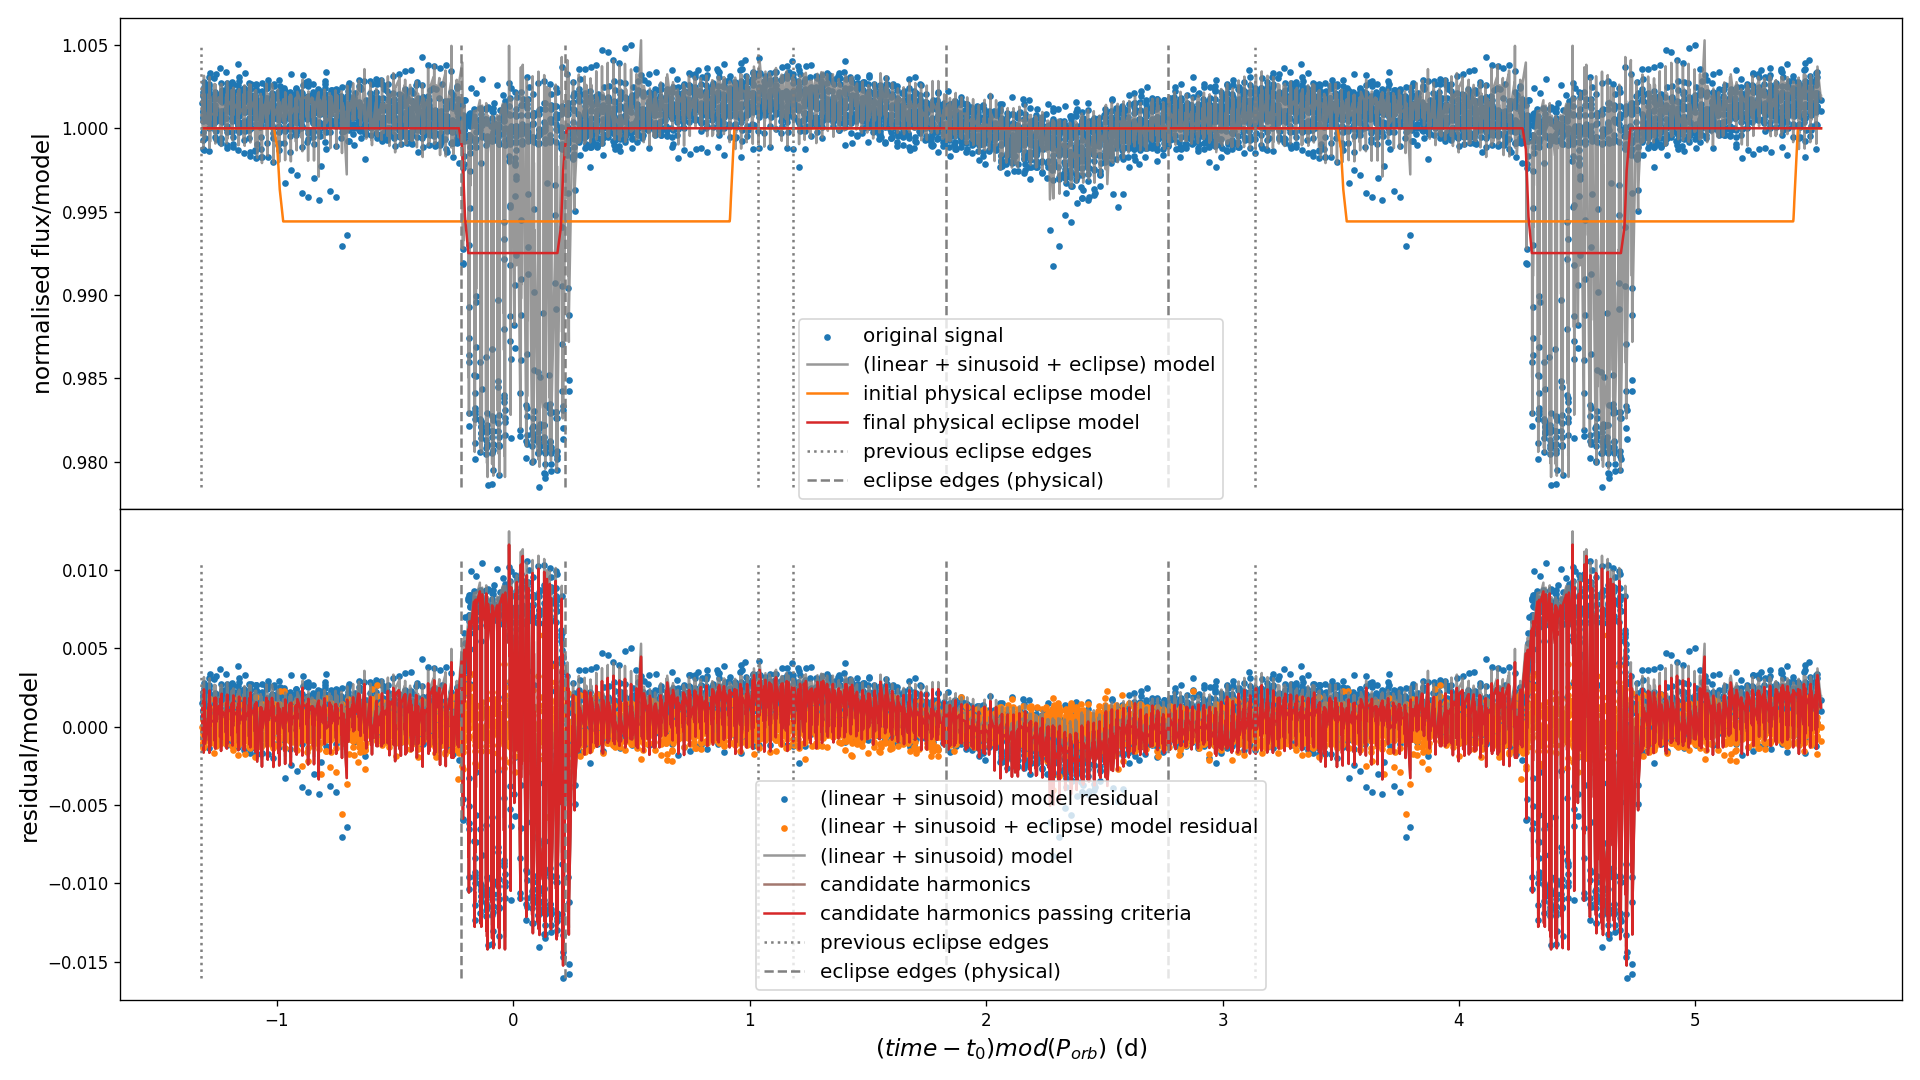 1.005
1.000
0.995
0.990
0.985
0.980
normalised flux/model
original signal
(linear + sinusoid + eclipse) model
initial physical eclipse model
final physical eclipse model
previous eclipse edges
eclipse edges (physical)
0.010
0.005
0.000
−0.005
−0.010
−0.015
residual/model
(linear + sinusoid) model residual
(linear + sinusoid + eclipse) model residual
(linear + sinusoid) model
candidate harmonics
candidate harmonics passing criteria
previous eclipse edges
eclipse edges (physical)
−1 0 1 2 3 4 5
(time − t₀)mod(Pₒᵣb) (d)